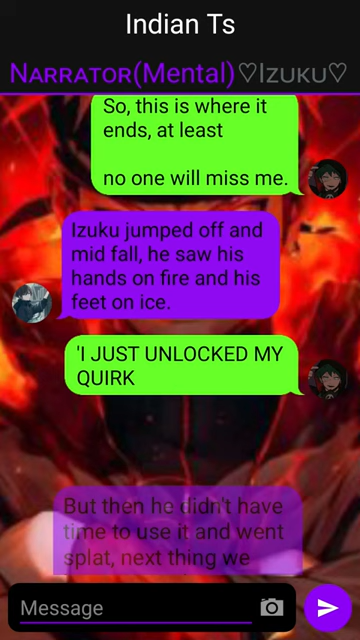 Indian Ts
Narrator(Mental)♡Izuku♡
So, this is where it
ends, at least
no one will miss me.
Izuku jumped off and
mid fall, he saw his
hands on fire and his
feet on ice.
'I JUST UNLOCKED MY
QUIRK
But then he didn't have
time to use it and went
splat, next thing we
Message